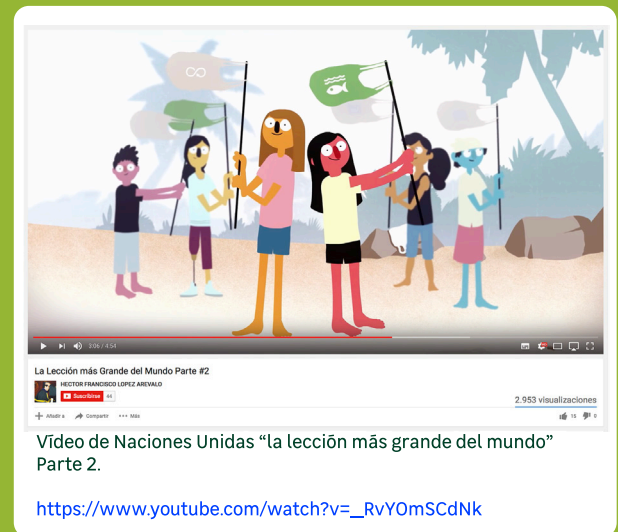 3:06 / 4:54
La Lección más Grande del Mundo Parte #2
HECTOR FRANCISCO LOPEZ AREVALO
Suscribirse 44
2.953 visualizaciones
Añadir a Compartir Más
15 0
Vídeo de Naciones Unidas “la lección más grande del mundo”
Parte 2.
https://www.youtube.com/watch?v=_RvYOmSCdNk